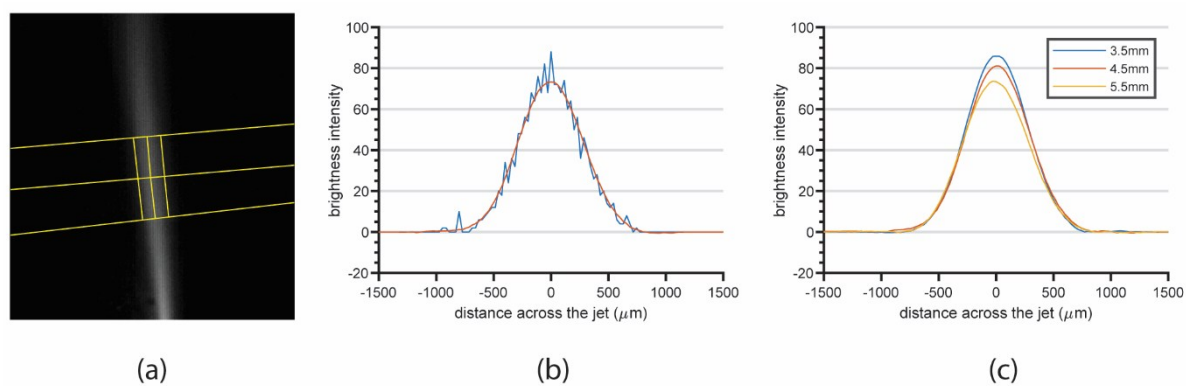 100
80
60
40
20
0
-20
brightness intensity
-1500 -1000 -500 0 500 1000 1500
distance across the jet (μm)
100
80
60
40
20
0
-20
brightness intensity
3.5mm
4.5mm
5.5mm
-1500 -1000 -500 0 500 1000 1500
distance across the jet (μm)
(a) (b) (c)